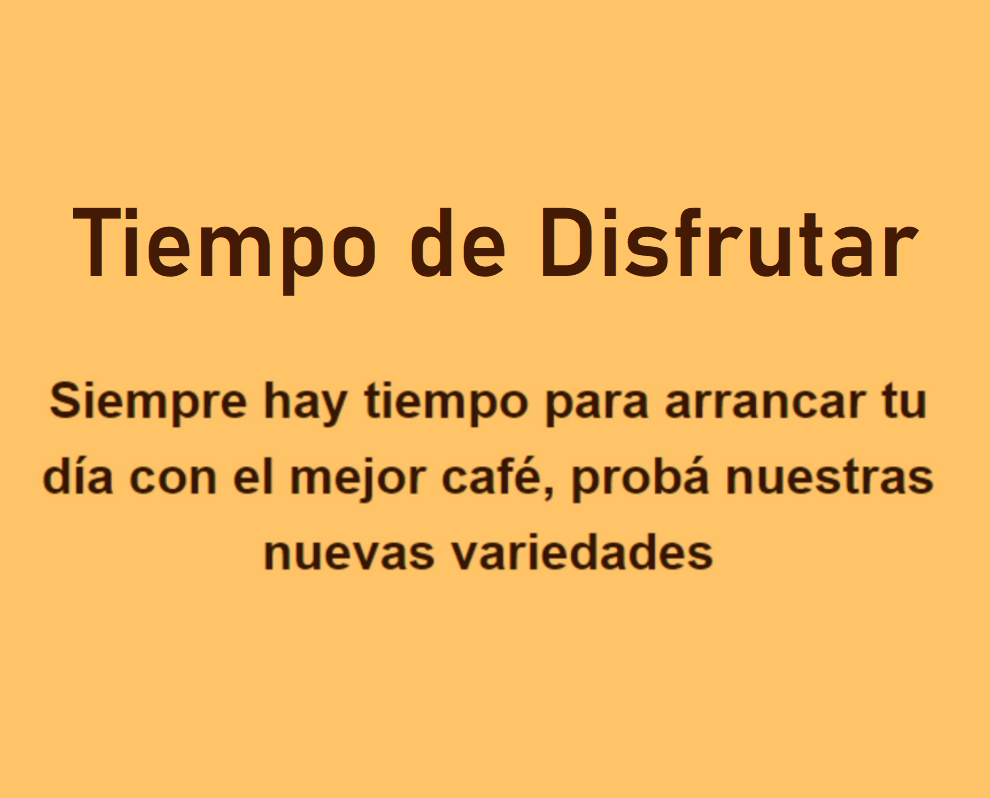 Tiempo de Disfrutar
Siempre hay tiempo para arrancar tu
día con el mejor café, probá nuestras
nuevas variedades